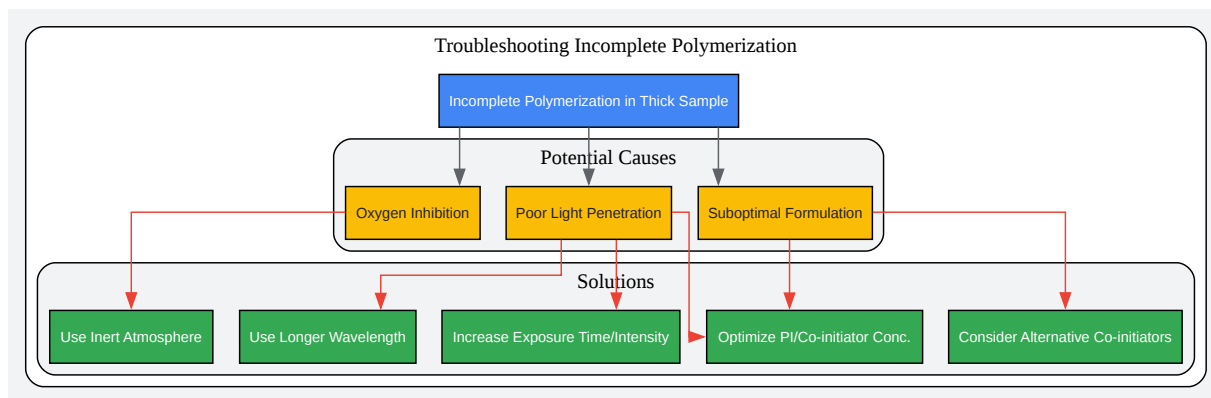 Troubleshooting Incomplete Polymerization
Incomplete Polymerization in Thick Sample
Potential Causes
Oxygen Inhibition
Poor Light Penetration
Suboptimal Formulation
Solutions
Use Inert Atmosphere
Use Longer Wavelength
Increase Exposure Time/Intensity
Optimize PI/Co-initiator Conc.
Consider Alternative Co-initiators